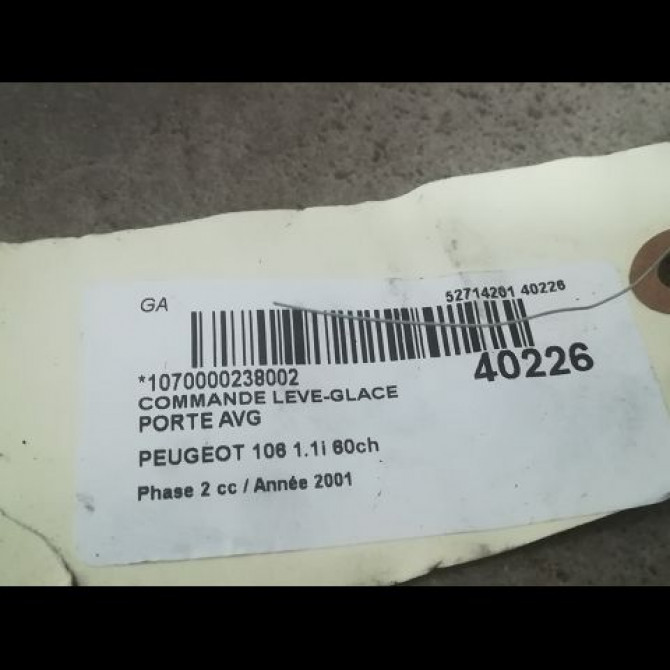 GA
52714201 40226
40226
*1070000238002
COMMANDE LEVE-GLACE
PORTE AVG
PEUGEOT 106 1.1i 60ch
Phase 2 cc / Année 2001